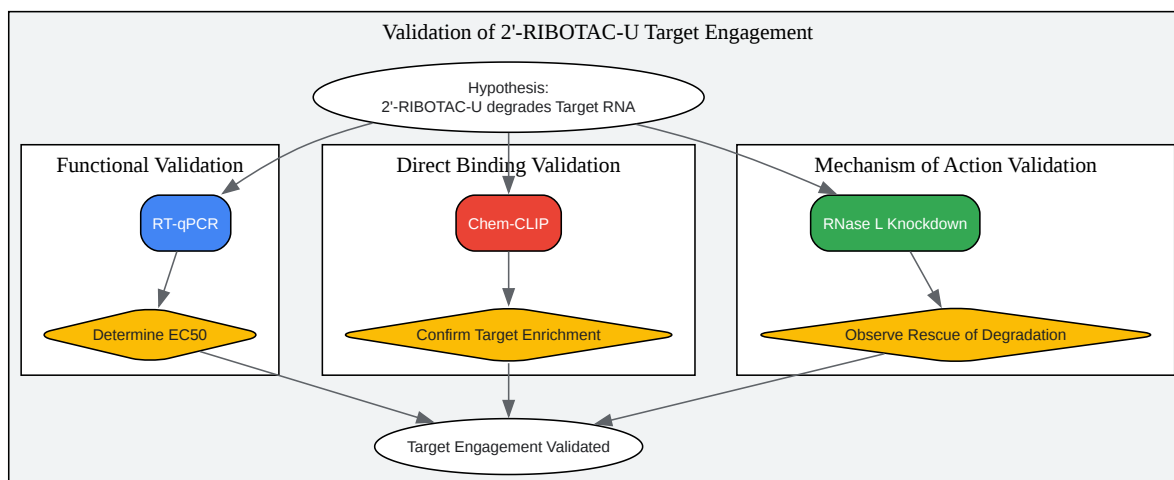 Validation of 2'-RIBOTAC-U Target Engagement
Hypothesis:
2'-RIBOTAC-U degrades Target RNA
Functional Validation
Direct Binding Validation
Mechanism of Action Validation
RT-qPCR
Chem-CLIP
RNase L Knockdown
Determine EC50
Confirm Target Enrichment
Observe Rescue of Degradation
Target Engagement Validated